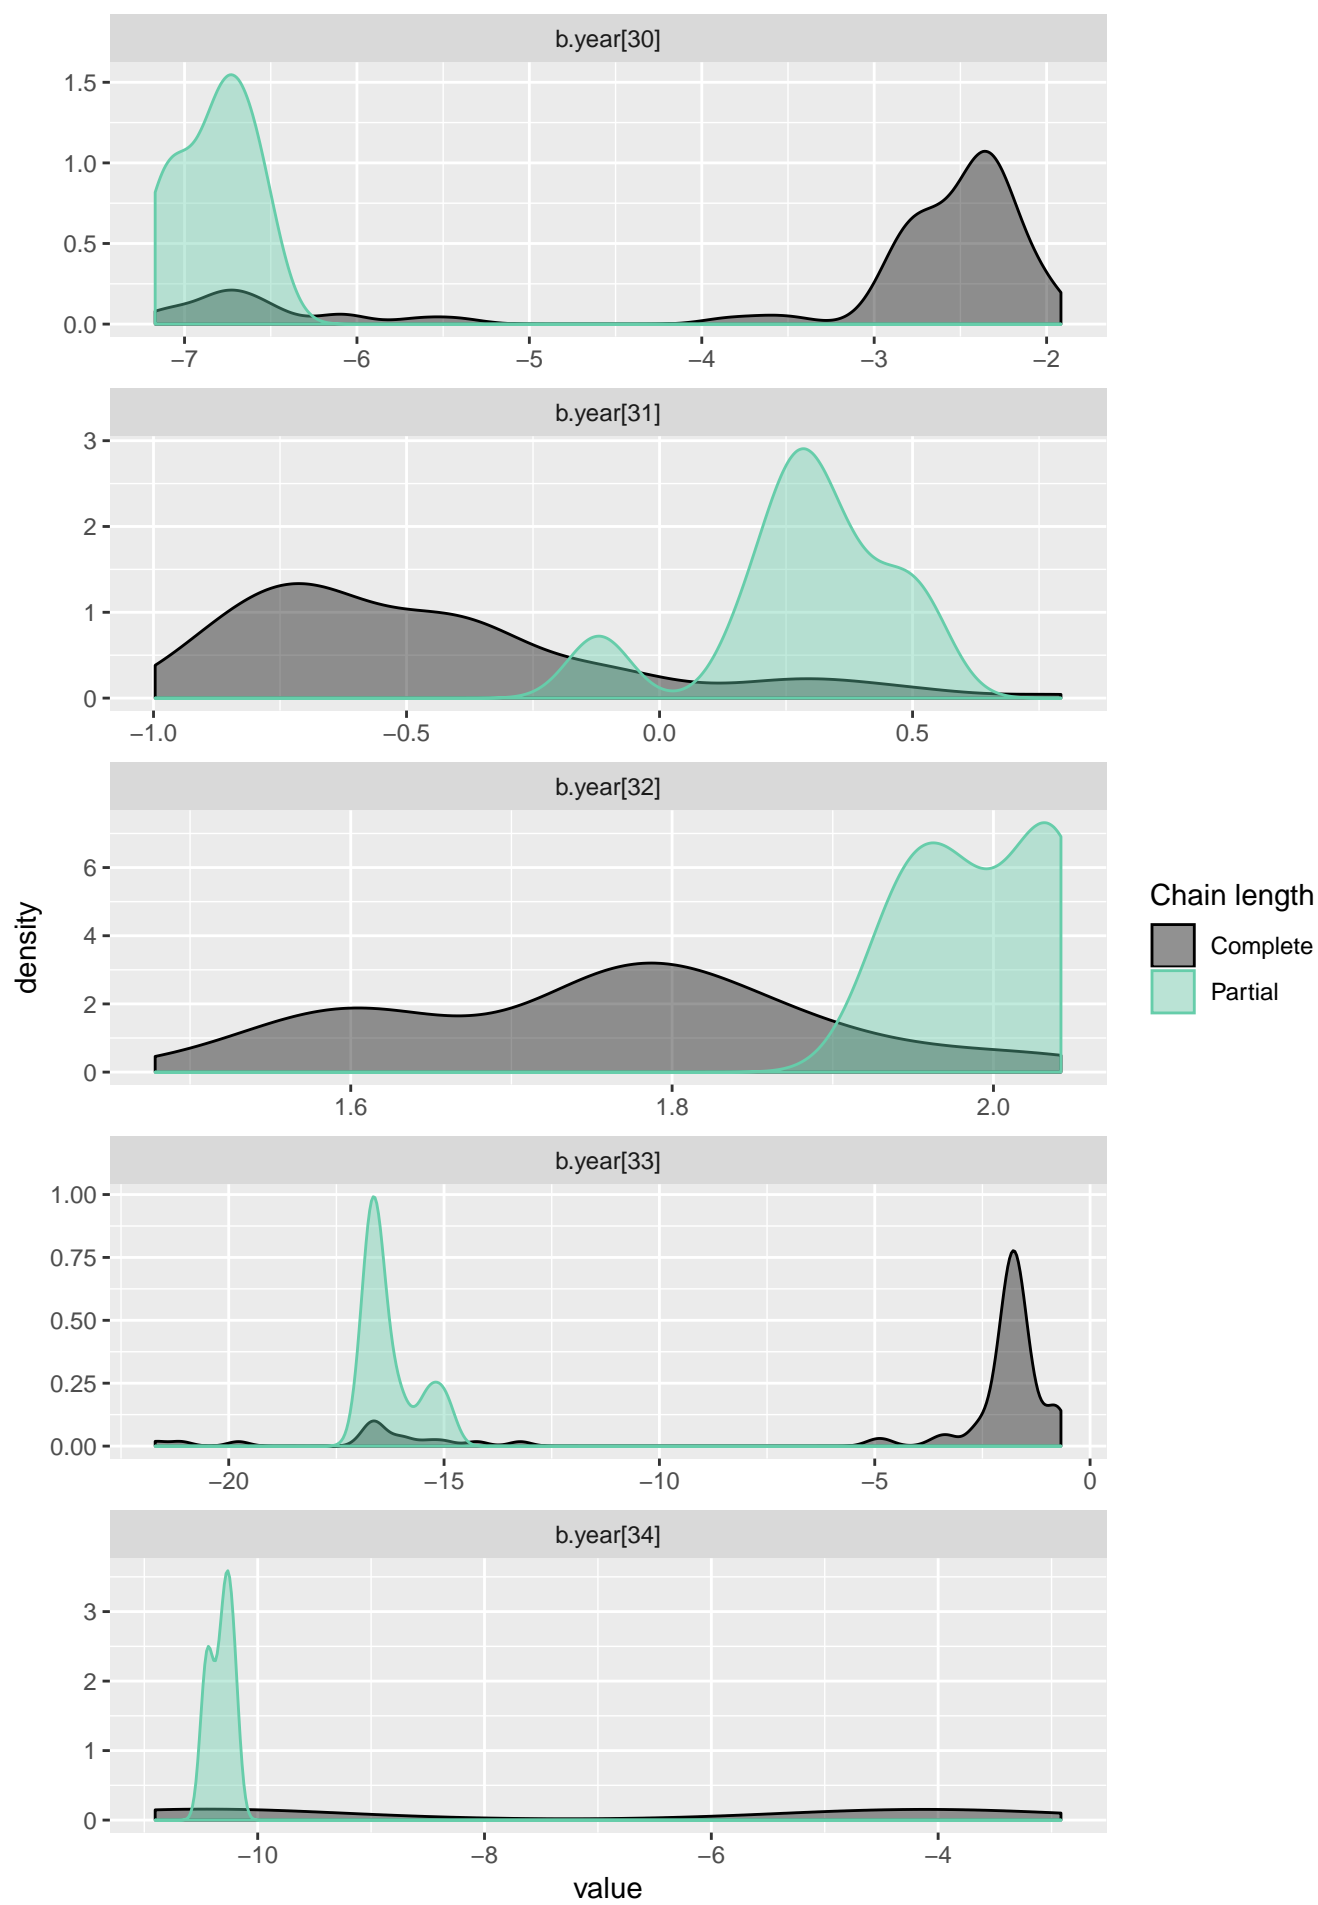 b.year[30]
1.5
1.0
0.5
0.0
−7 −6 −5 −4 −3 −2
b.year[31]
3
2
1
0
−1.0 −0.5 0.0 0.5
b.year[32]
6
4
2
0
1.6 1.8 2.0
density
Chain length
Complete
Partial
b.year[33]
1.00
0.75
0.50
0.25
0.00
−20 −15 −10 −5 0
b.year[34]
3
2
1
0
−10 −8 −6 −4
value